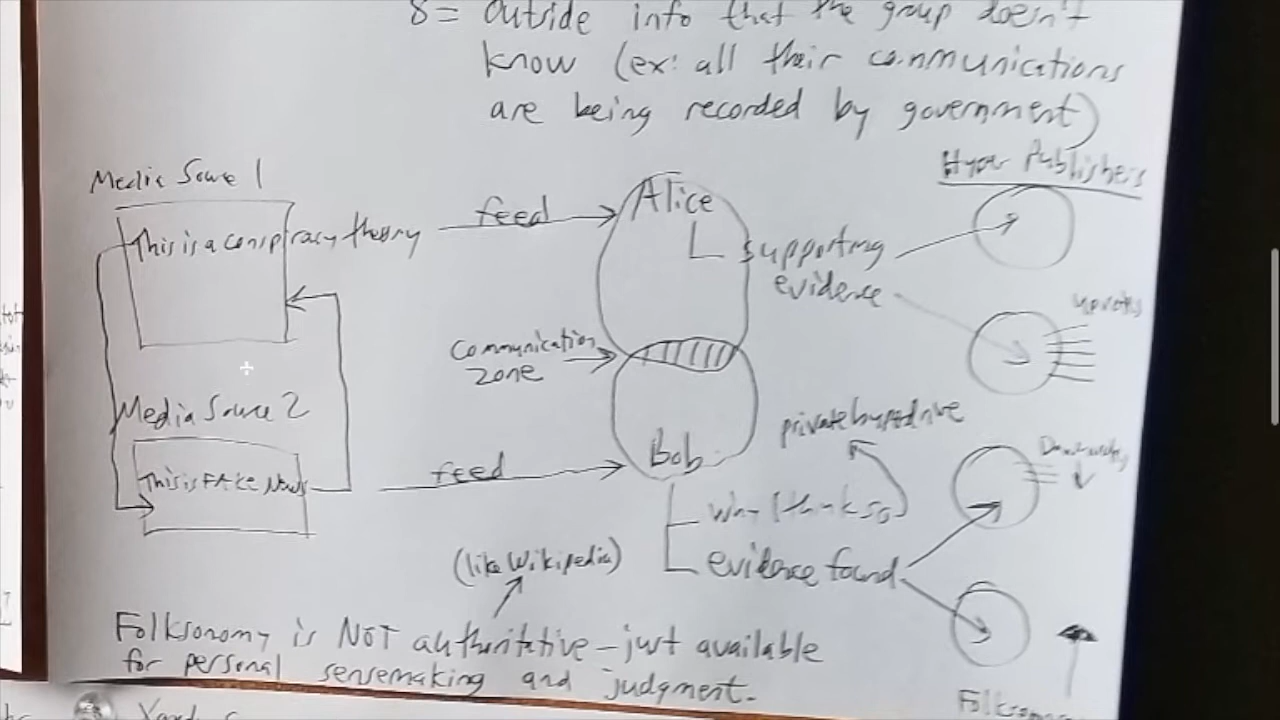 8 = Outside info that the group doesn't
know (ex: all their communications
are being recorded by government)
Hyper Publishers
Media Source 1
This is a conspiracy theory
feed
Alice
supporting
evidence
upvotes
Communication
zone
Media Source 2
This is FAke News
feed
Bob
private hyperdrive
Downvotes
Why I think so
evidence found
(like Wikipedia)
Folksonomy is NOT authoritative - just available
for personal sensemaking and judgment.